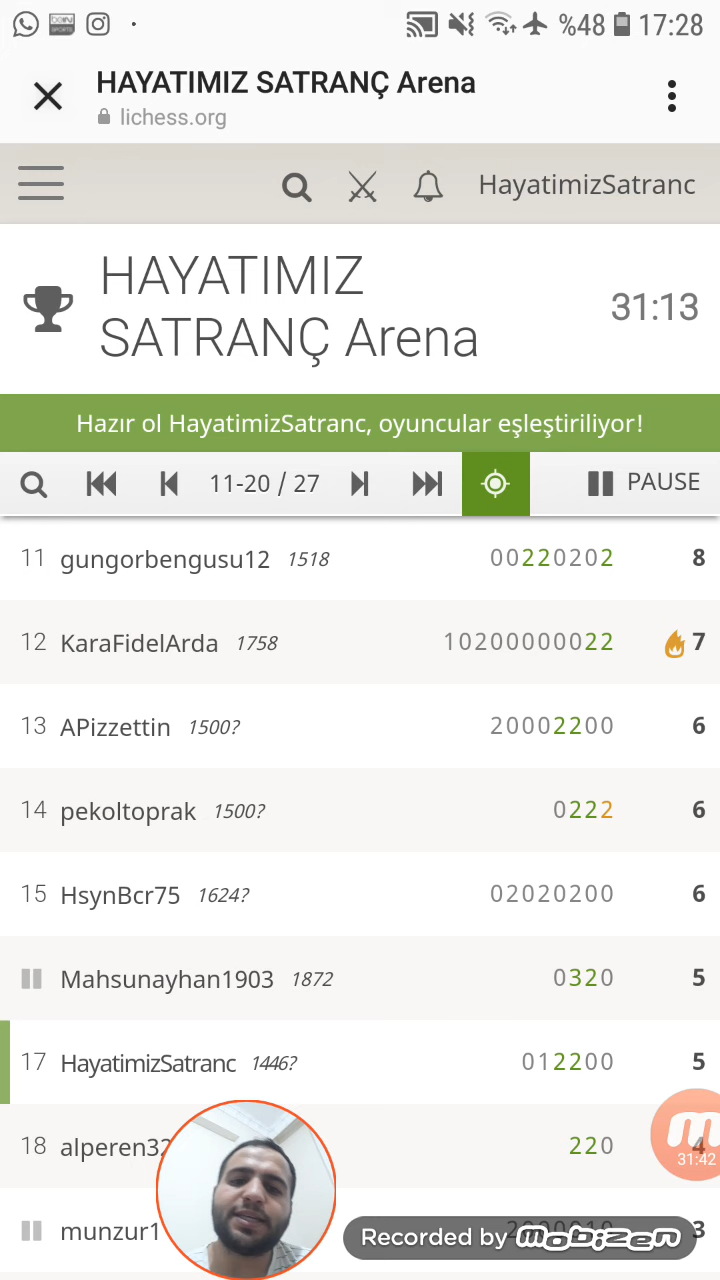 %48 17:28
HAYATIMIZ SATRANÇ Arena
lichess.org
HayatimizSatranc
HAYATIMIZ
SATRANÇ Arena
31:13
Hazır ol HayatimizSatranc, oyuncular eşleştiriliyor!
11-20 / 27 PAUSE
11 gungorbengusu12 1518 00220202 8
12 KaraFidelArda 1758 10200000022 7
13 APizzettin 1500? 20002200 6
14 pekoltoprak 1500? 0222 6
15 HsynBcr75 1624? 02020200 6
Mahsunayhan1903 1872 0320 5
17 HayatimizSatranc 1446? 012200 5
18 alperen32 220 4
31:42
munzur1 3
Recorded by mobizen